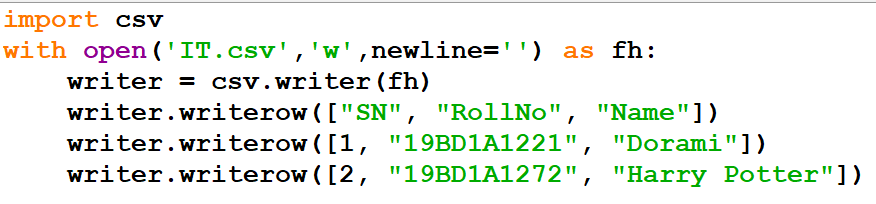 import csv
with open('IT.csv','w',newline='') as fh:
    writer = csv.writer(fh)
    writer.writerow(["SN", "RollNo", "Name"])
    writer.writerow([1, "19BD1A1221", "Dorami"])
    writer.writerow([2, "19BD1A1272", "Harry Potter"])